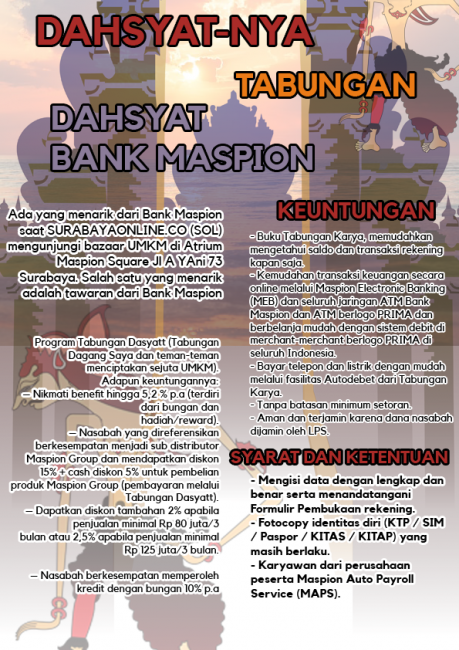 DAHSYAT-NYA
TABUNGAN
DAHSYAT
BANK MASPION
Ada yang menarik dari Bank Maspion
saat SURABAYAONLINE.CO (SOL)
mengunjungi bazaar UMKM di Atrium
Maspion Square Jl A YAni 73
Surabaya. Salah satu yang menarik
adalah tawaran dari Bank Maspion
Program Tabungan Dasyatt (Tabungan
Dagang Saya dan teman-teman
menciptakan sejuta UMKM).
Adapun keuntungannya:
— Nikmati benefit hingga 5,2 % p.a (terdiri
dari bungan dan
hadiah/reward).
— Nasabah yang direferensikan
berkesempatan menjadi sub distributor
Maspion Group dan mendapatkan diskon
15% + cash diskon 5% untuk pembelian
produk Maspion Group (pembayaran melalui
Tabungan Dasyatt).
— Dapatkan diskon tambahan 2% apabila
penjualan minimal Rp 80 juta/3
bulan atau 2,5% apabila penjualan minimal
Rp 125 juta/3 bulan.
— Nasabah berkesempatan memperoleh
kredit dengan bungan 10% p.a
KEUNTUNGAN
- Buku Tabungan Karya, memudahkan
mengetahui saldo dan transaksi rekening
kapan saja.
- Kemudahan transaksi keuangan secara
online melalui Maspion Electronic Banking
(MEB) dan seluruh jaringan ATM Bank
Maspion dan ATM berlogo PRIMA dan
berbelanja mudah dengan sistem debit di
merchant-merchant berlogo PRIMA di
seluruh Indonesia.
- Bayar telepon dan listrik dengan mudah
melalui fasilitas Autodebet dari Tabungan
Karya.
- Tanpa batasan minimum setoran.
- Aman dan terjamin karena dana nasabah
dijamin oleh LPS.
SYARAT DAN KETENTUAN
- Mengisi data dengan lengkap dan
benar serta menandatangani
Formulir Pembukaan rekening.
- Fotocopy identitas diri (KTP / SIM
/ Paspor / KITAS / KITAP) yang
masih berlaku.
- Karyawan dari perusahaan
peserta Maspion Auto Payroll
Service (MAPS).